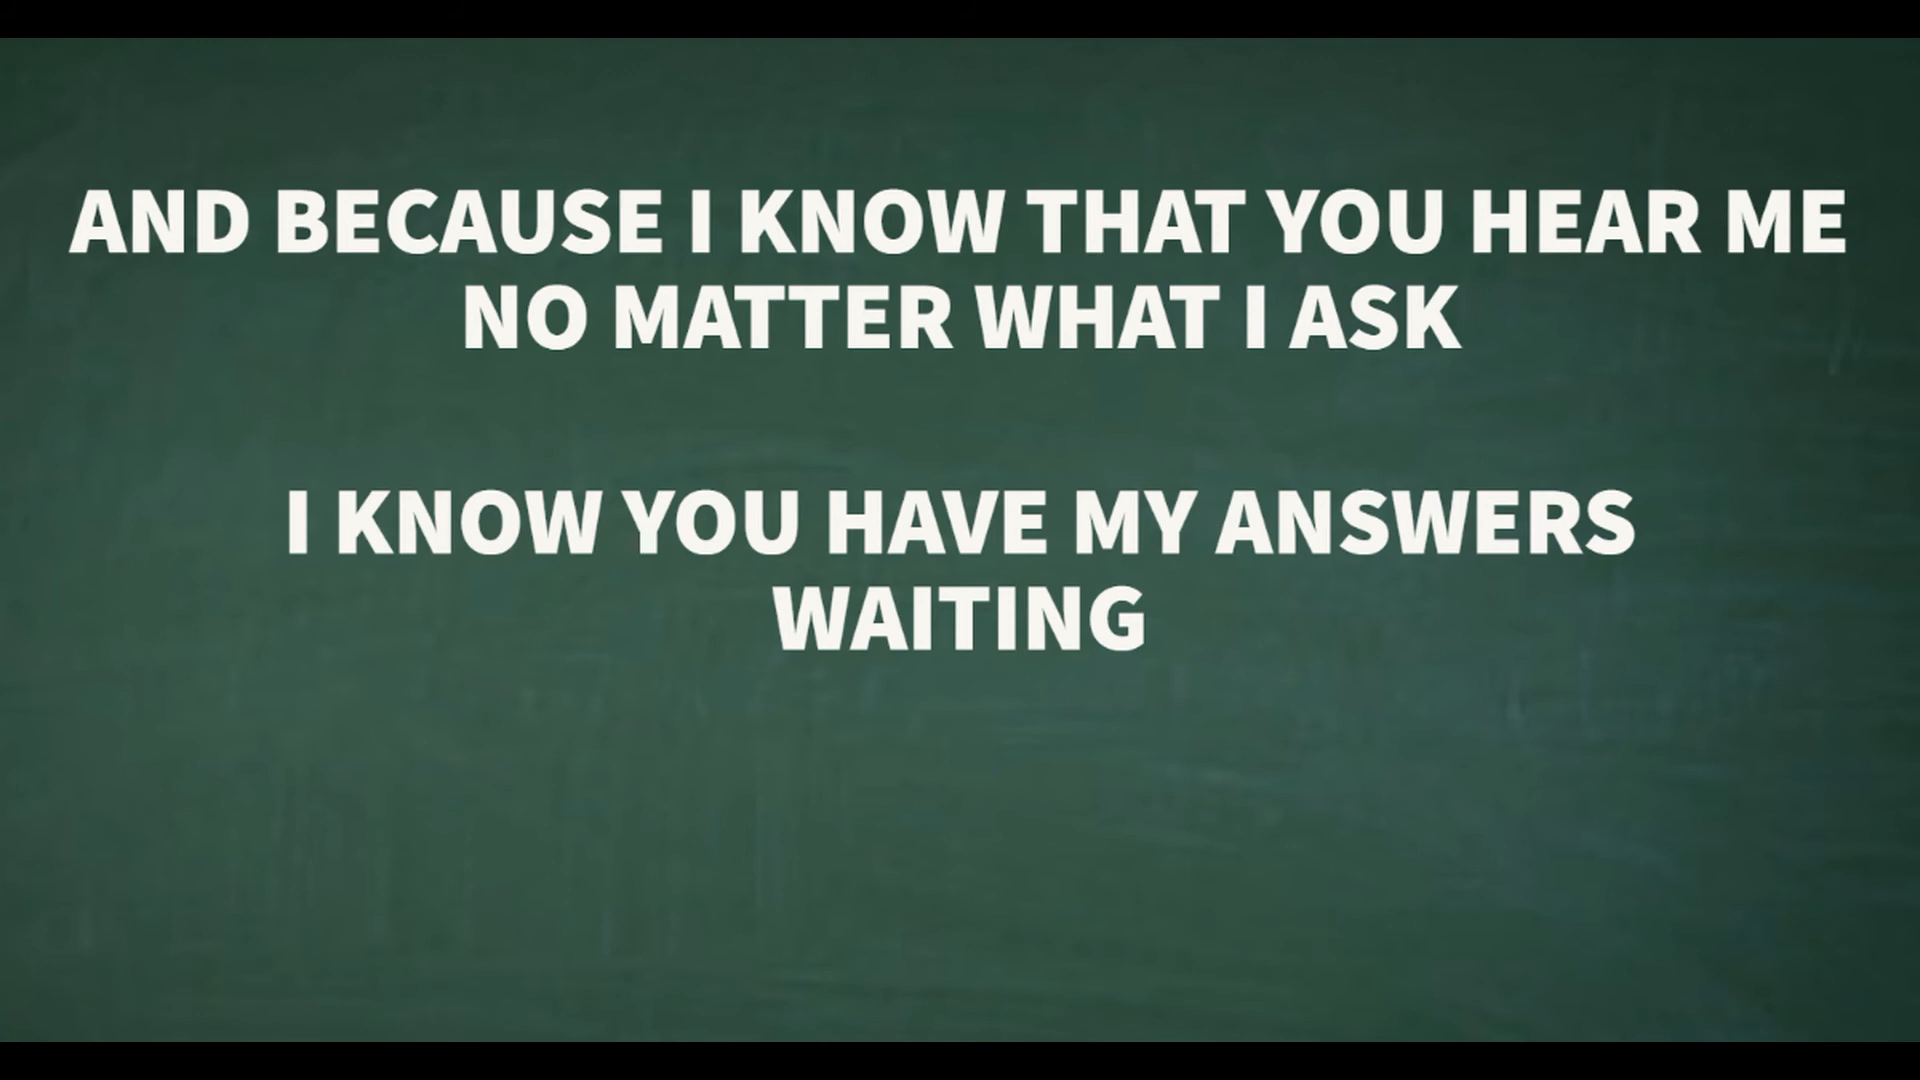 AND BECAUSE I KNOW THAT YOU HEAR ME
NO MATTER WHAT I ASK
I KNOW YOU HAVE MY ANSWERS
WAITING